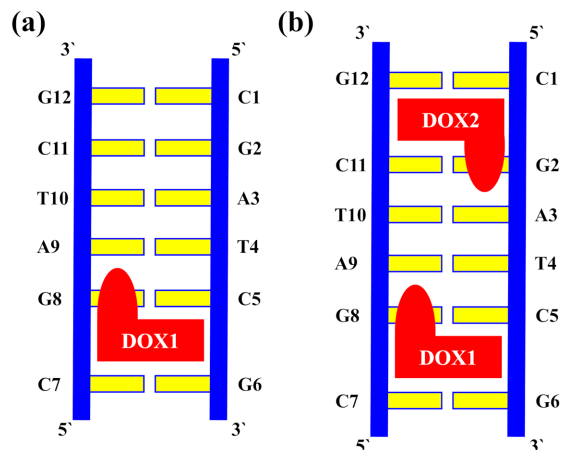 (a)
3` 5`
G12 C1
C11 G2
T10 A3
A9 T4
G8 C5
DOX1
C7 G6
5` 3`
(b)
3` 5`
G12 C1
DOX2
C11 G2
T10 A3
A9 T4
G8 C5
DOX1
C7 G6
5` 3`